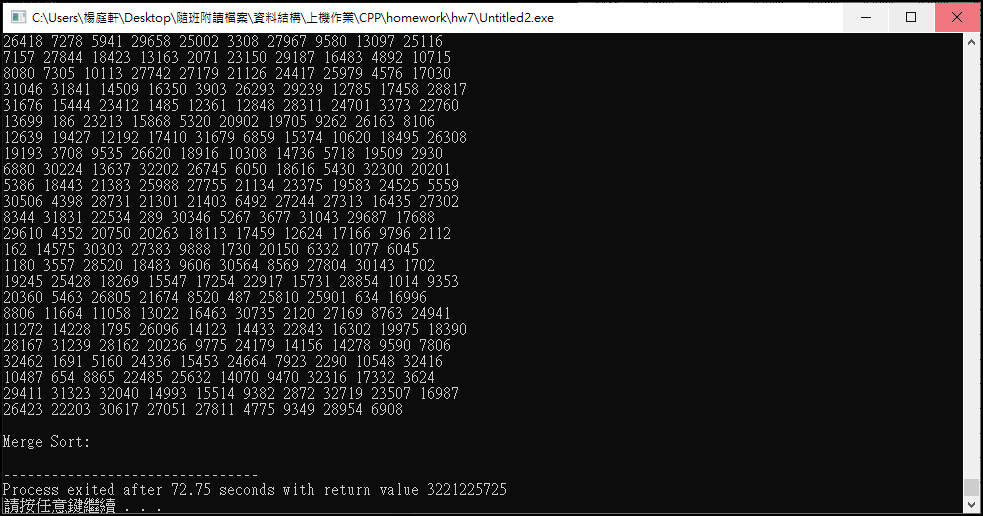 C:\Users\楊庭軒\Desktop\隨班附讀檔案\資料結構\上機作業\CPP\homework\hw7\Untitled2.exe
26418 7278 5941 29658 25002 3308 27967 9580 13097 25116
7157 27844 18423 13163 2071 23150 29187 16483 4892 10715
8080 7305 10113 27742 27179 21126 24417 25979 4576 17030
31046 31841 14509 16350 3903 26293 29239 12785 17458 28817
31676 15444 23412 1485 12361 12848 28311 24701 3373 22760
13699 186 23213 15868 5320 20902 19705 9262 26163 8106
12639 19427 12192 17410 31679 6859 15374 10620 18495 26308
19193 3708 9535 26620 18916 10308 14736 5718 19509 2930
6880 30224 13637 32202 26745 6050 18616 5430 32300 20201
5386 18443 21383 25988 27755 21134 23375 19583 24525 5559
30506 4398 28731 21301 21403 6492 27244 27313 16435 27302
8344 31831 22534 289 30346 5267 3677 31043 29687 17688
29610 4352 20750 20263 18113 17459 12624 17166 9796 2112
162 14575 30303 27383 9888 1730 20150 6332 1077 6045
1180 3557 28520 18483 9606 30564 8569 27804 30143 1702
19245 25428 18269 15547 17254 22917 15731 28854 1014 9353
20360 5463 26805 21674 8520 487 25810 25901 634 16996
8806 11664 11058 13022 16463 30735 2120 27169 8763 24941
11272 14228 1795 26096 14123 14433 22843 16302 19975 18390
28167 31239 28162 20236 9775 24179 14156 14278 9590 7806
32462 1691 5160 24336 15453 24664 7923 2290 10548 32416
10487 654 8865 22485 25632 14070 9470 32316 17332 3624
29411 31323 32040 14993 15514 9382 2872 32719 23507 16987
26423 22203 30617 27051 27811 4775 9349 28954 6908
Merge Sort:
--------------------------------
Process exited after 72.75 seconds with return value 3221225725
請按任意鍵繼續 . . .